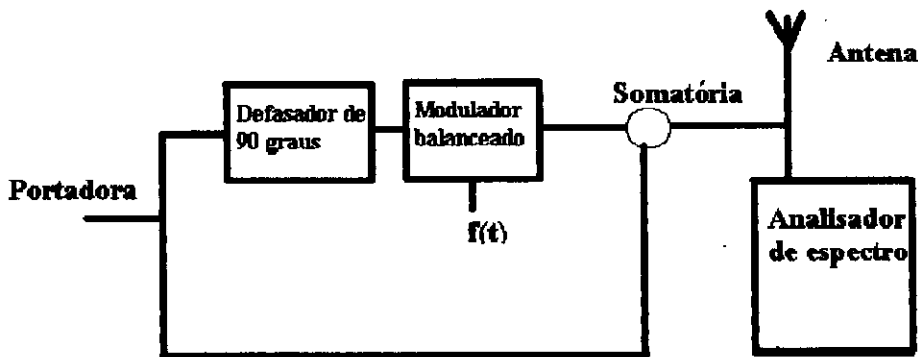 Antena
Somatória
Defasador de
90 graus
Modulador
balanceado
Portadora
f(t)
Analisador
de espectro